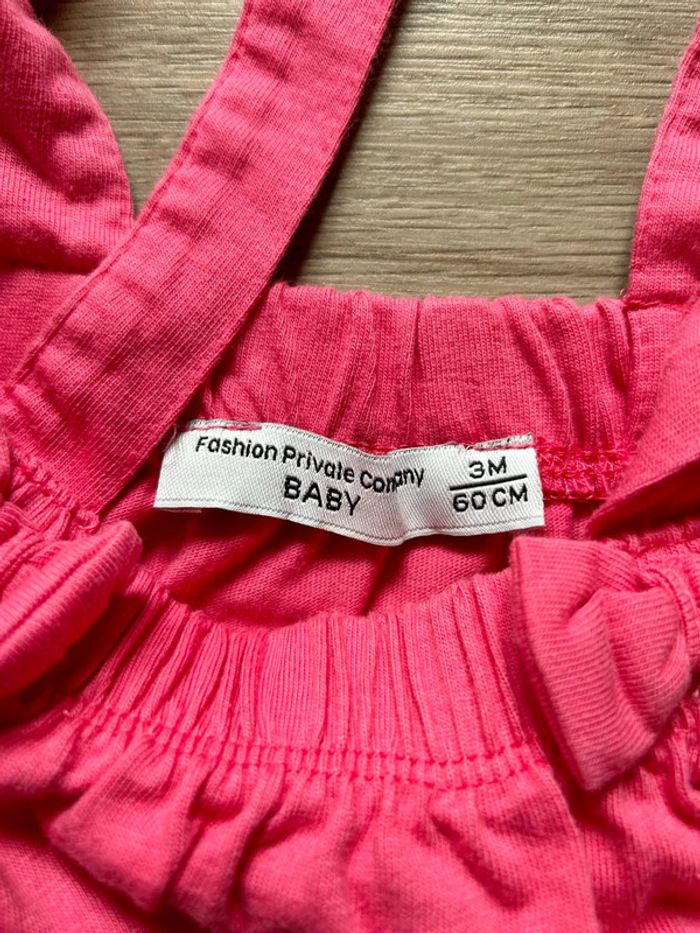 Fashion Private Company
BABY
3M
60 CM